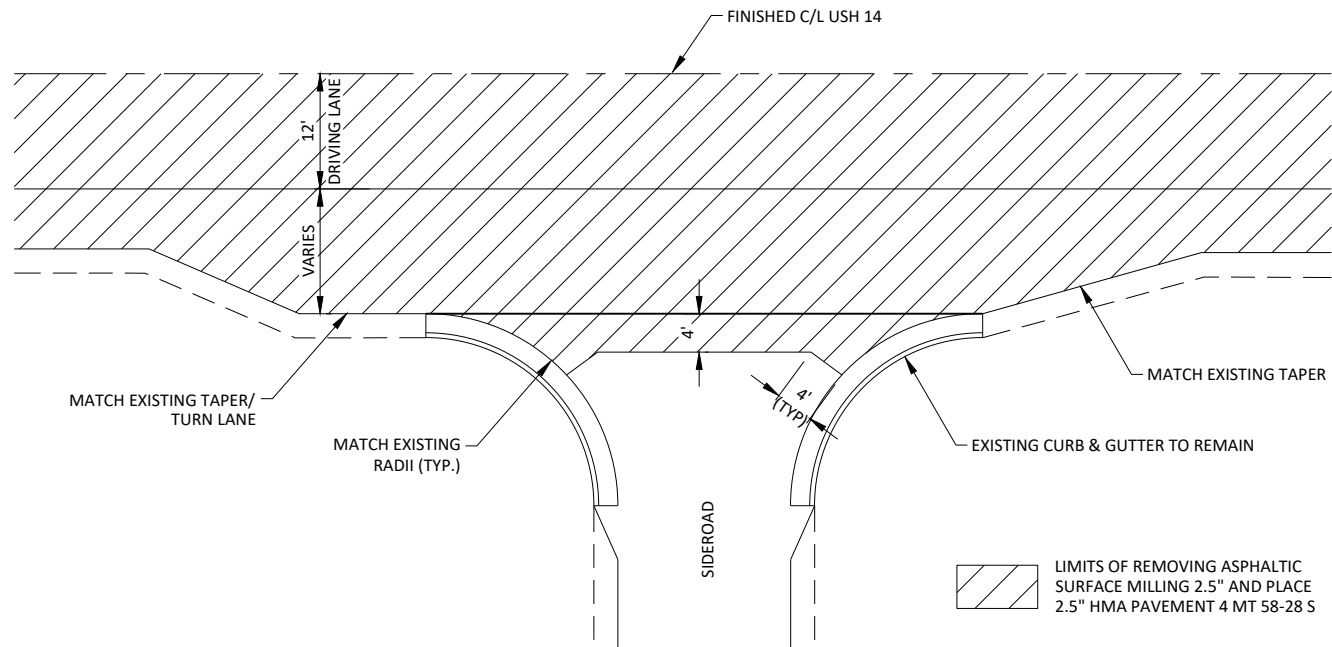 FINISHED C/L USH 14
12'
DRIVING LANE
VARIES
4'
4'
(TYP)
MATCH EXISTING TAPER/
TURN LANE
MATCH EXISTING
RADII (TYP.)
MATCH EXISTING TAPER
EXISTING CURB & GUTTER TO REMAIN
SIDEROAD
LIMITS OF REMOVING ASPHALTIC
SURFACE MILLING 2.5" AND PLACE
2.5" HMA PAVEMENT 4 MT 58-28 S